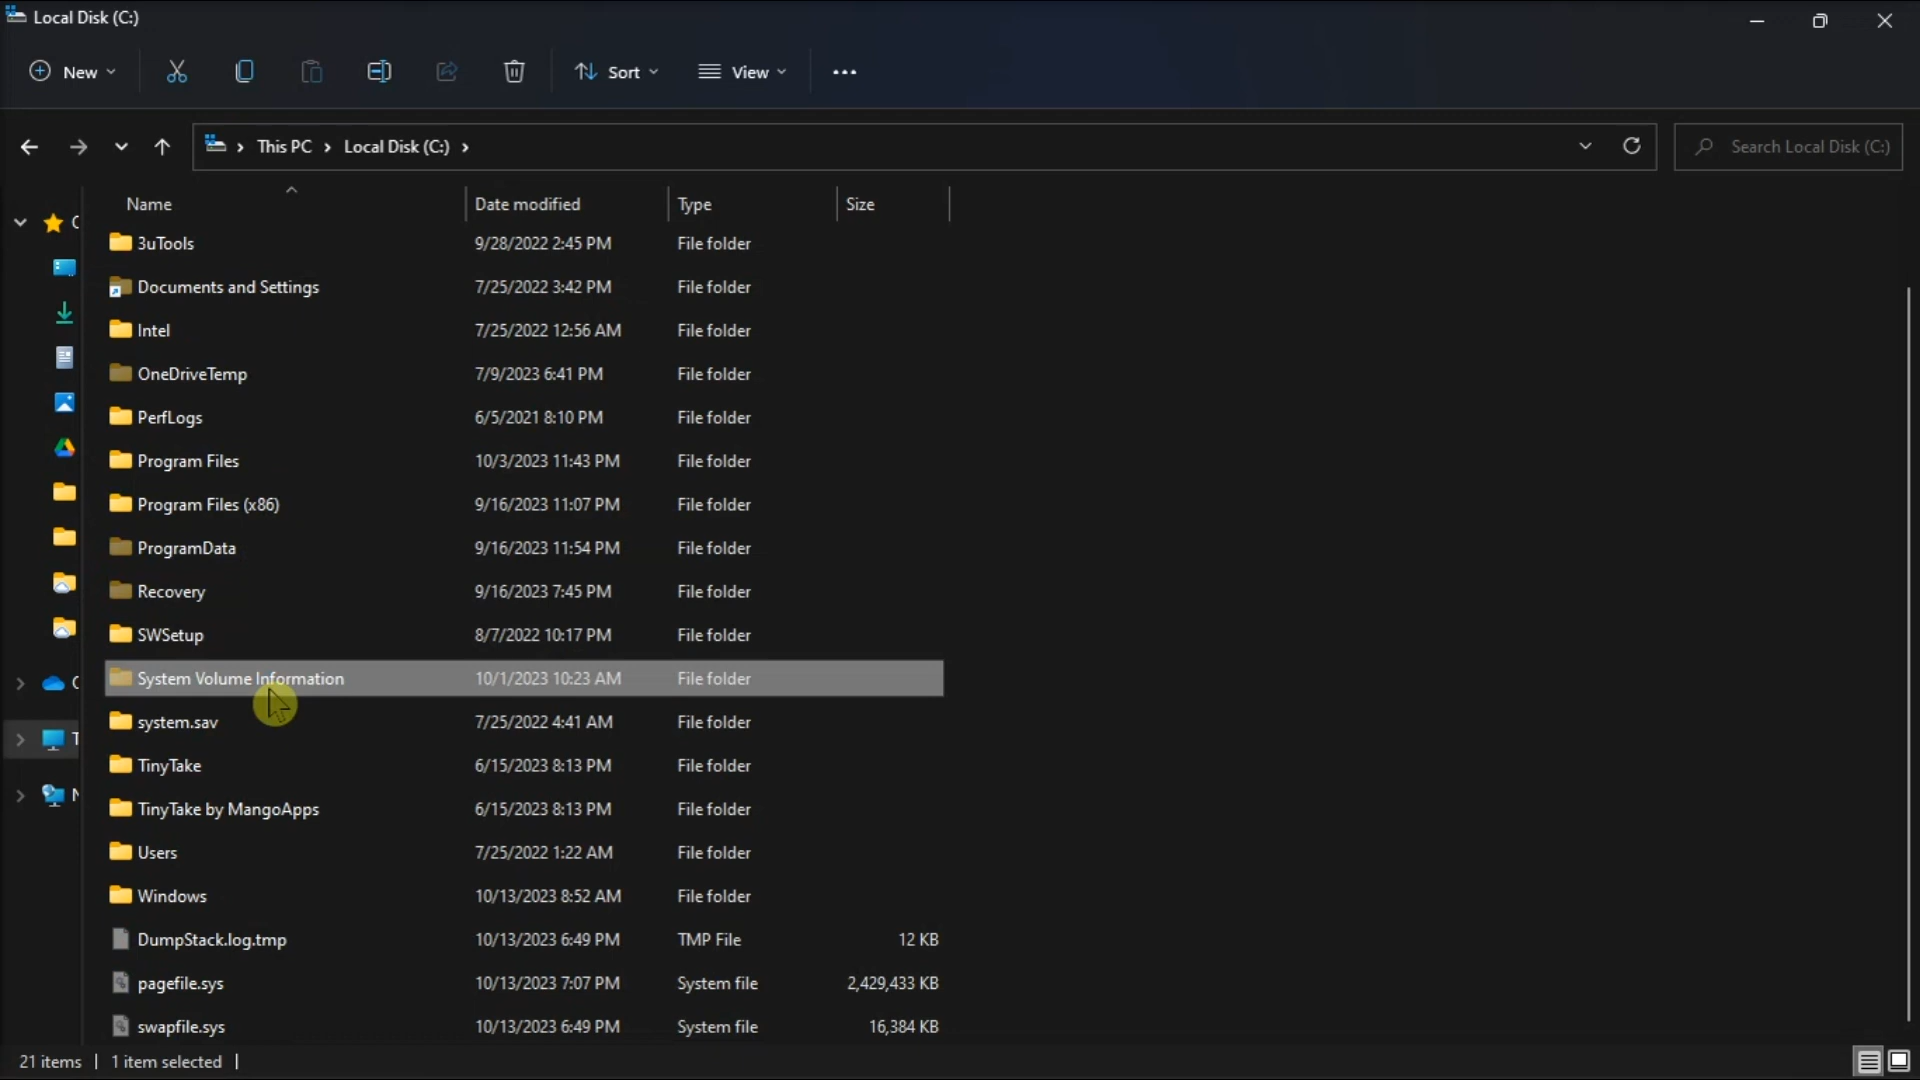 Local Disk (C:)
New
Sort
View
This PC
Local Disk (C:)
Search Local Disk (C:)
Name Date modified Type Size
3uTools 9/28/2022 2:45 PM File folder
Documents and Settings 7/25/2022 3:42 PM File folder
Intel 7/25/2022 12:56 AM File folder
OneDriveTemp 7/9/2023 6:41 PM File folder
PerfLogs 6/5/2021 8:10 PM File folder
Program Files 10/3/2023 11:43 PM File folder
Program Files (x86) 9/16/2023 11:07 PM File folder
ProgramData 9/16/2023 11:54 PM File folder
Recovery 9/16/2023 7:45 PM File folder
SWSetup 8/7/2022 10:17 PM File folder
System Volume Information 10/1/2023 10:23 AM File folder
system.sav 7/25/2022 4:41 AM File folder
TinyTake 6/15/2023 8:13 PM File folder
TinyTake by MangoApps 6/15/2023 8:13 PM File folder
Users 7/25/2022 1:22 AM File folder
Windows 10/13/2023 8:52 AM File folder
DumpStack.log.tmp 10/13/2023 6:49 PM TMP File 12 KB
pagefile.sys 10/13/2023 7:07 PM System file 2,429,433 KB
swapfile.sys 10/13/2023 6:49 PM System file 16,384 KB
21 items 1 item selected